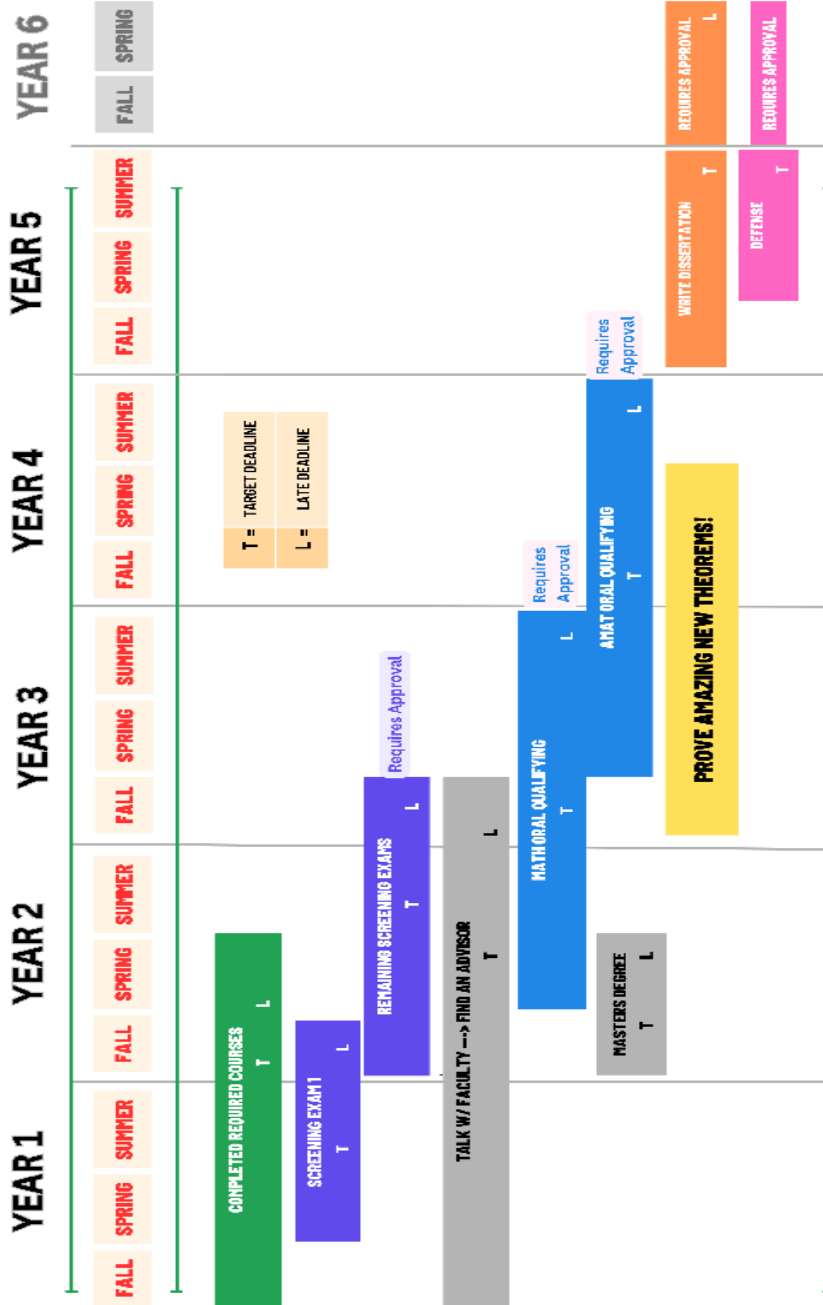 YEAR 1
YEAR 2
YEAR 3
YEAR 4
YEAR 5
YEAR 6
FALL
SPRING
SUMMER
FALL
SPRING
SUMMER
FALL
SPRING
SUMMER
FALL
SPRING
SUMMER
FALL
SPRING
SUMMER
FALL
SPRING
COMPLETED REQUIRED COURSES
T
L
T = TARGET DEADLINE
L = LATE DEADLINE
SCREENING EXAM 1
T
L
REMAINING SCREENING EXAMS
T
L
Requires Approval
TALK W/ FACULTY ---> FIND AN ADVISOR
T
L
MATH ORAL QUALIFYING
T
L
Requires
Approval
MASTERS DEGREE
T
L
AMAT ORAL QUALIFYING
T
L
Requires
Approval
PROVE AMAZING NEW THEOREMS!
WRITE DISSERTATION
T
REQUIRES APPROVAL
L
DEFENSE
T
REQUIRES APPROVAL